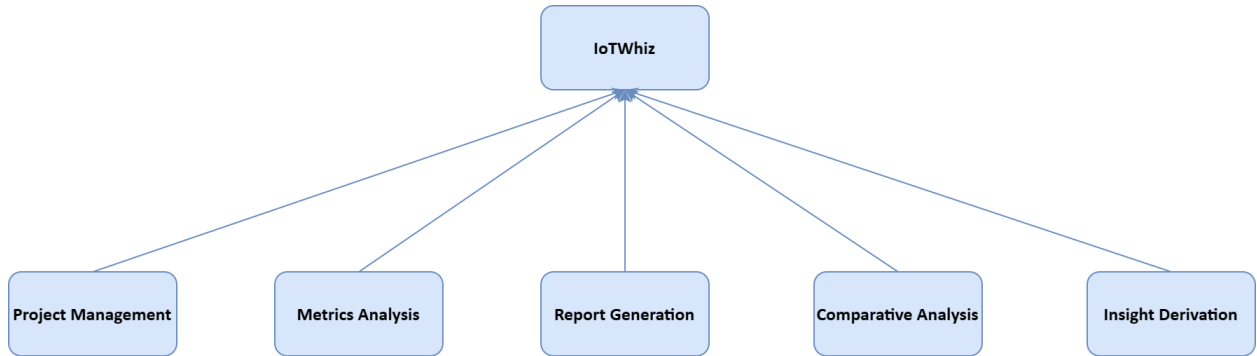 IoTWhiz
Project Management
Metrics Analysis
Report Generation
Comparative Analysis
Insight Derivation